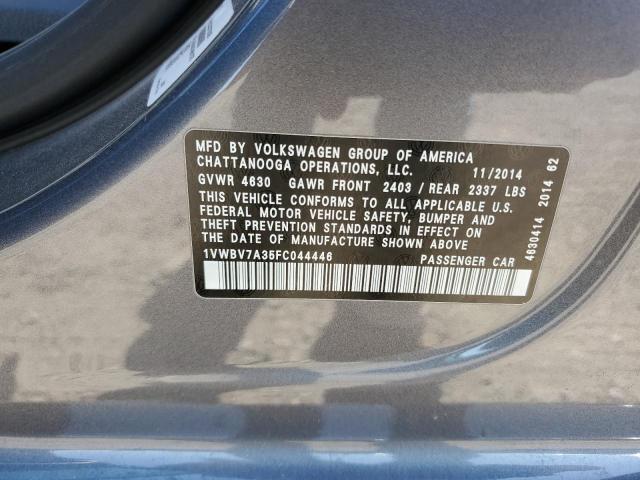 MFD BY VOLKSWAGEN GROUP OF AMERICA
CHATTANOOGA OPERATIONS, LLC. 11/2014
GVWR 4630 GAWR FRONT 2403 / REAR 2337 LBS
THIS VEHICLE CONFORMS TO ALL APPLICABLE U.S.
FEDERAL MOTOR VEHICLE SAFETY, BUMPER AND
THEFT PREVENTION STANDARDS IN EFFECT ON
THE DATE OF MANUFACTURE SHOWN ABOVE
1VWBV7A35FC044446 PASSENGER CAR
4830414 2014 62